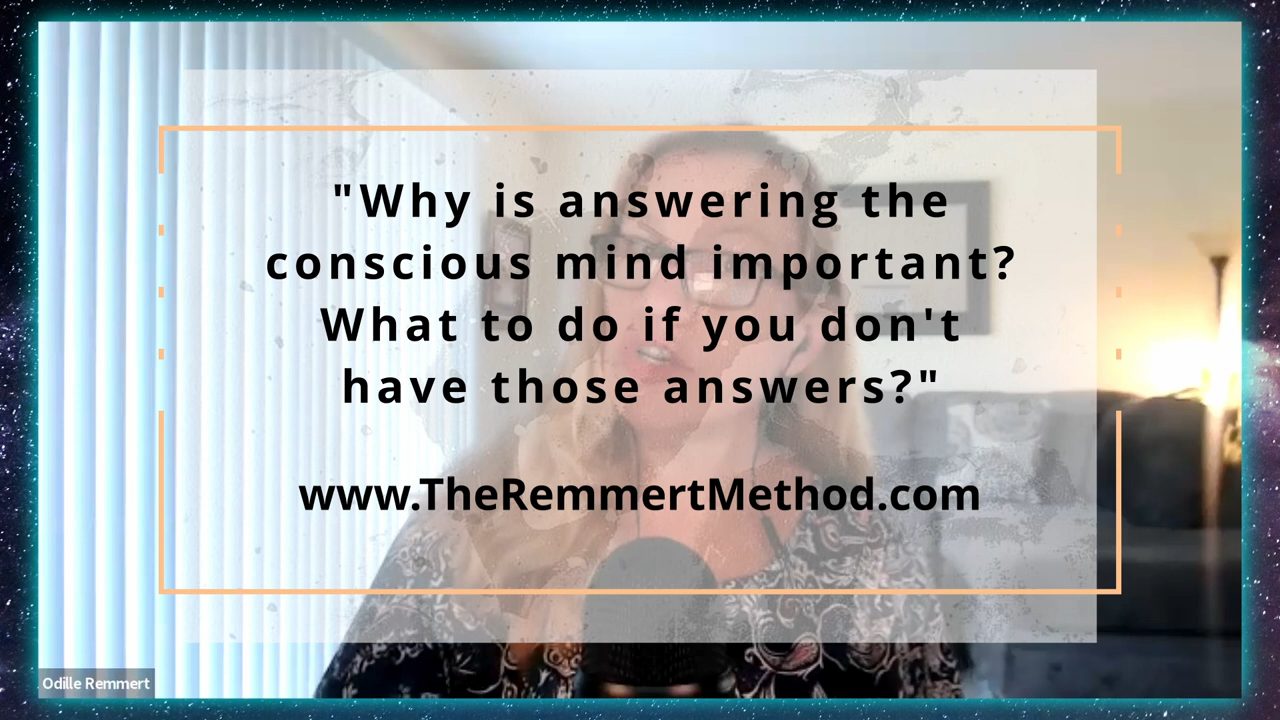 "Why is answering the
conscious mind important?
What to do if you don't
have those answers?"
www.TheRemmertMethod.com
Odille Remmert